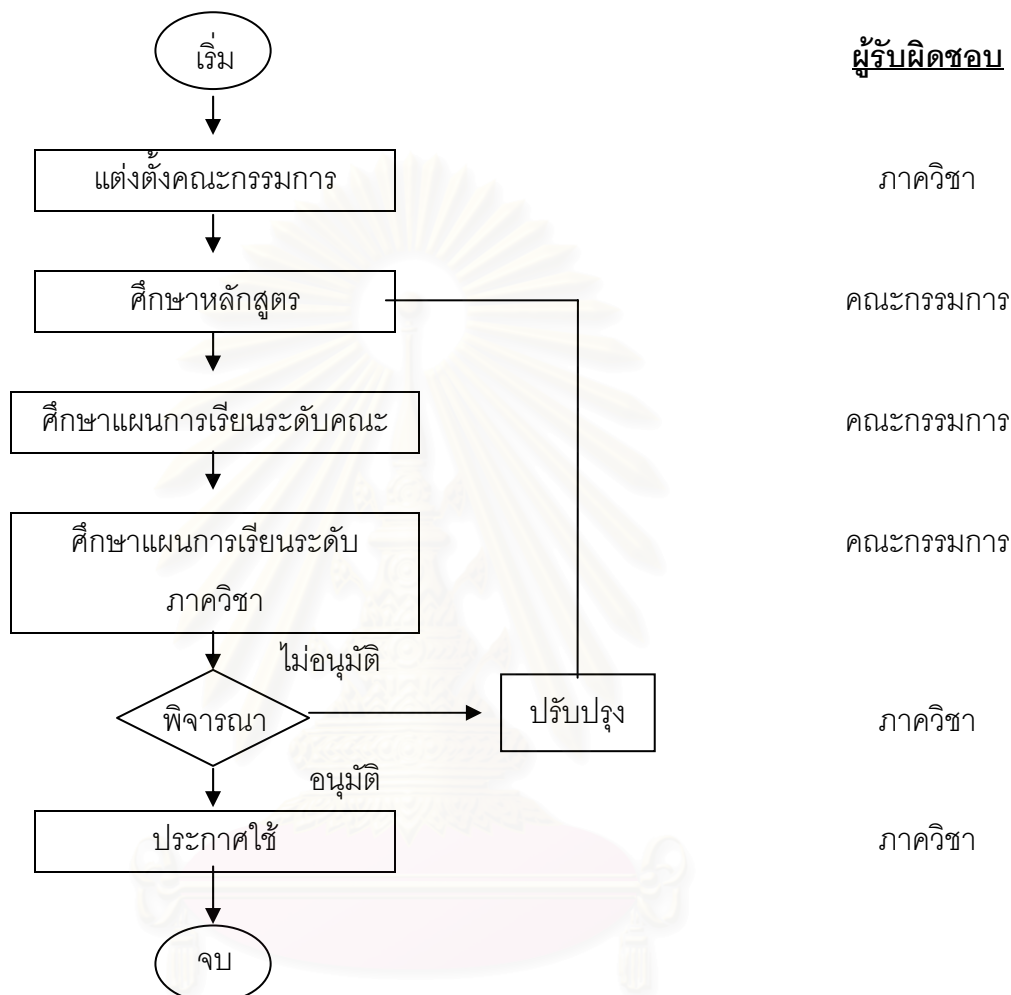 เริ่ม
ผู้รับผิดชอบ
แต่งตั้งคณะกรรมการ
ภาควิชา
ศึกษาหลักสูตร
คณะกรรมการ
ศึกษาแผนการเรียนระดับคณะ
คณะกรรมการ
ศึกษาแผนการเรียนระดับ
ภาควิชา
คณะกรรมการ
ไม่อนุมัติ
พิจารณา
ปรับปรุง
ภาควิชา
อนุมัติ
ประกาศใช้
ภาควิชา
จบ